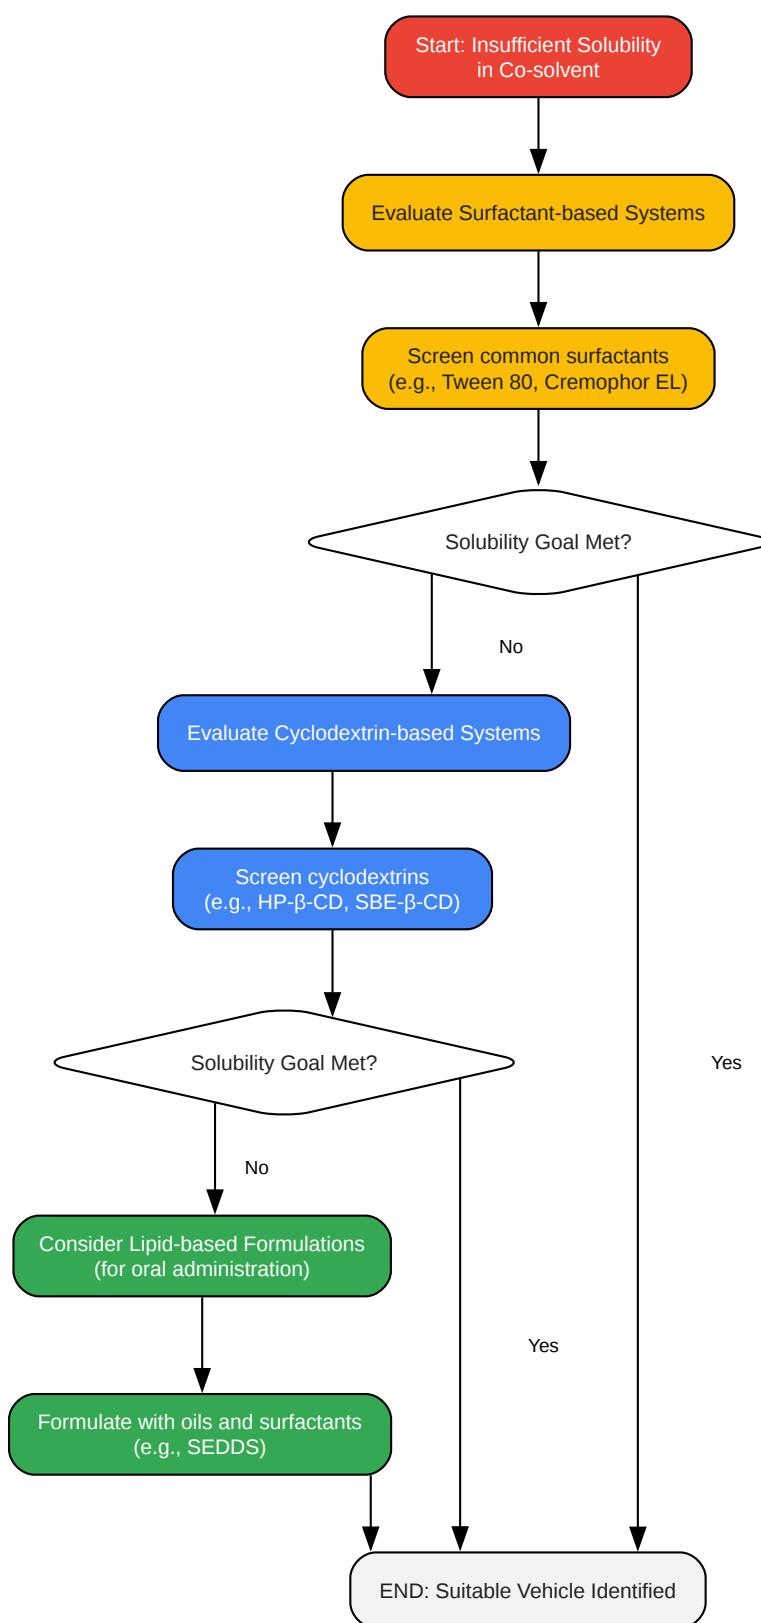 Start: Insufficient Solubility
in Co-solvent
Evaluate Surfactant-based Systems
Screen common surfactants
(e.g., Tween 80, Cremophor EL)
Solubility Goal Met?
No
Evaluate Cyclodextrin-based Systems
Screen cyclodextrins
(e.g., HP-β-CD, SBE-β-CD)
Solubility Goal Met?
Yes
No
Consider Lipid-based Formulations
(for oral administration)
Yes
Formulate with oils and surfactants
(e.g., SEDDS)
END: Suitable Vehicle Identified